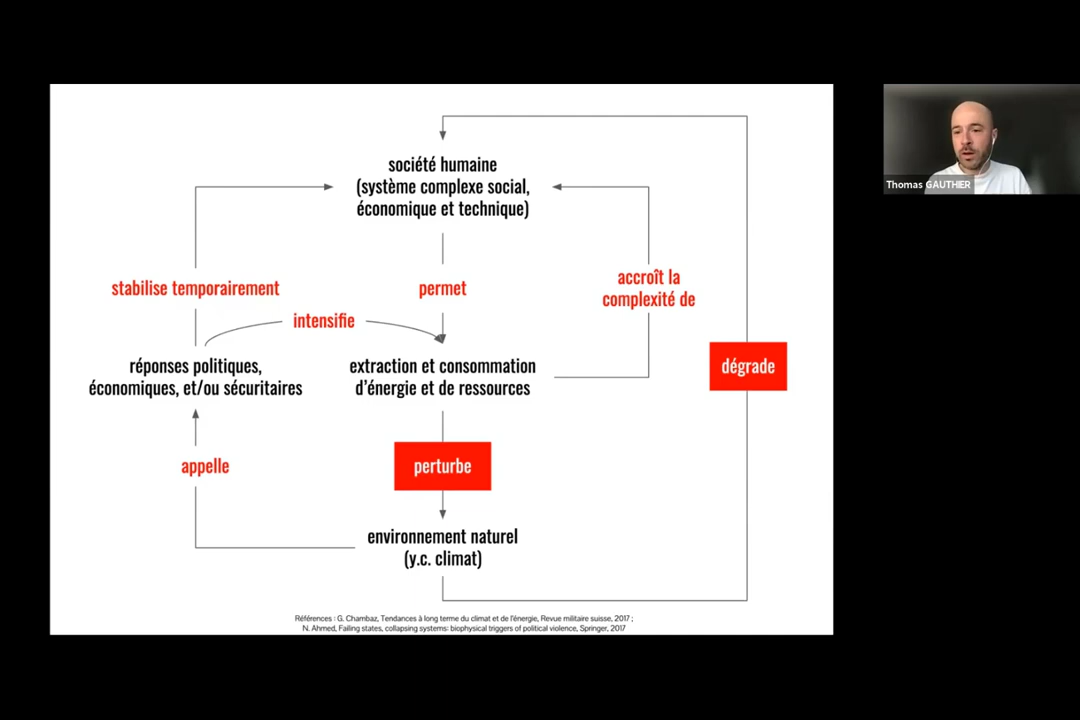 société humaine
(système complexe social,
économique et technique)
stabilise temporairement
permet
accroît la
complexité de
intensifie
réponses politiques,
économiques, et/ou sécuritaires
extraction et consommation
d'énergie et de ressources
dégrade
appelle
perturbe
environnement naturel
(y.c. climat)
Références : G. Chambaz, Tendances à long terme du climat et de l'énergie, Revue militaire suisse, 2017 ;
N. Ahmed, Failing states, collapsing systems: biophysical triggers of political violence, Springer, 2017
Thomas GAUTHIER